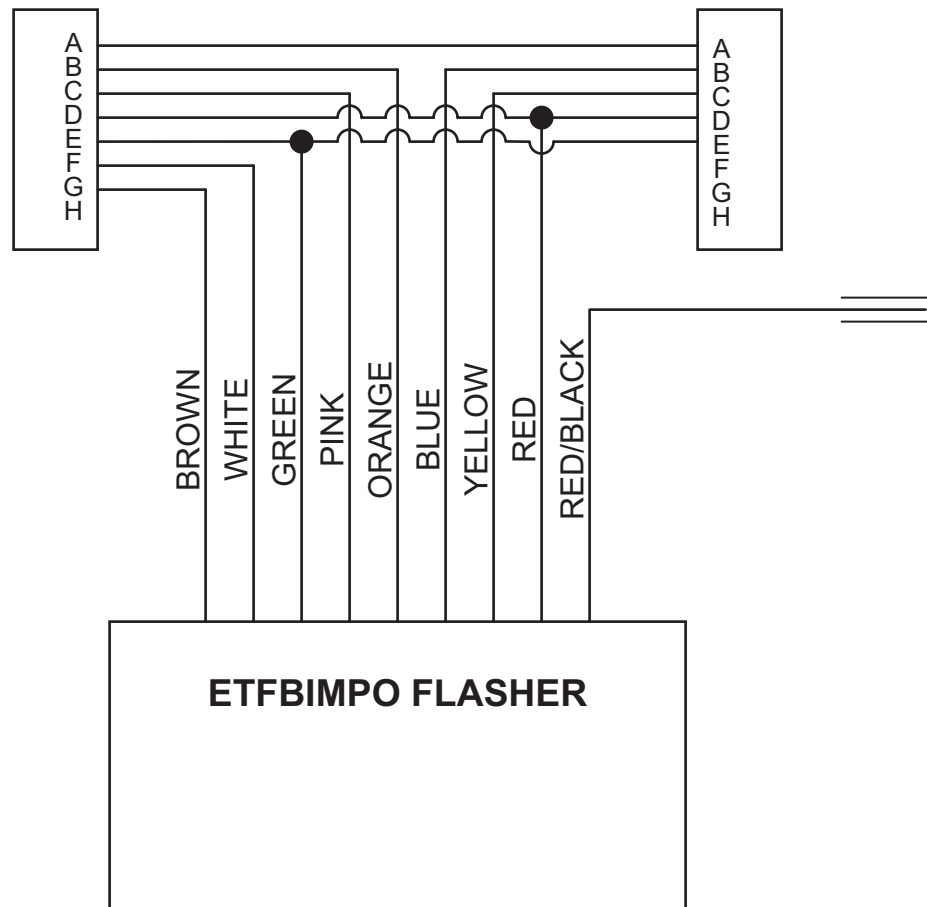 A
B
C
D
E
F
G
H
A
B
C
D
E
F
G
H
BROWN
WHITE
GREEN
PINK
ORANGE
BLUE
YELLOW
RED
RED/BLACK
ETFBIMPO FLASHER